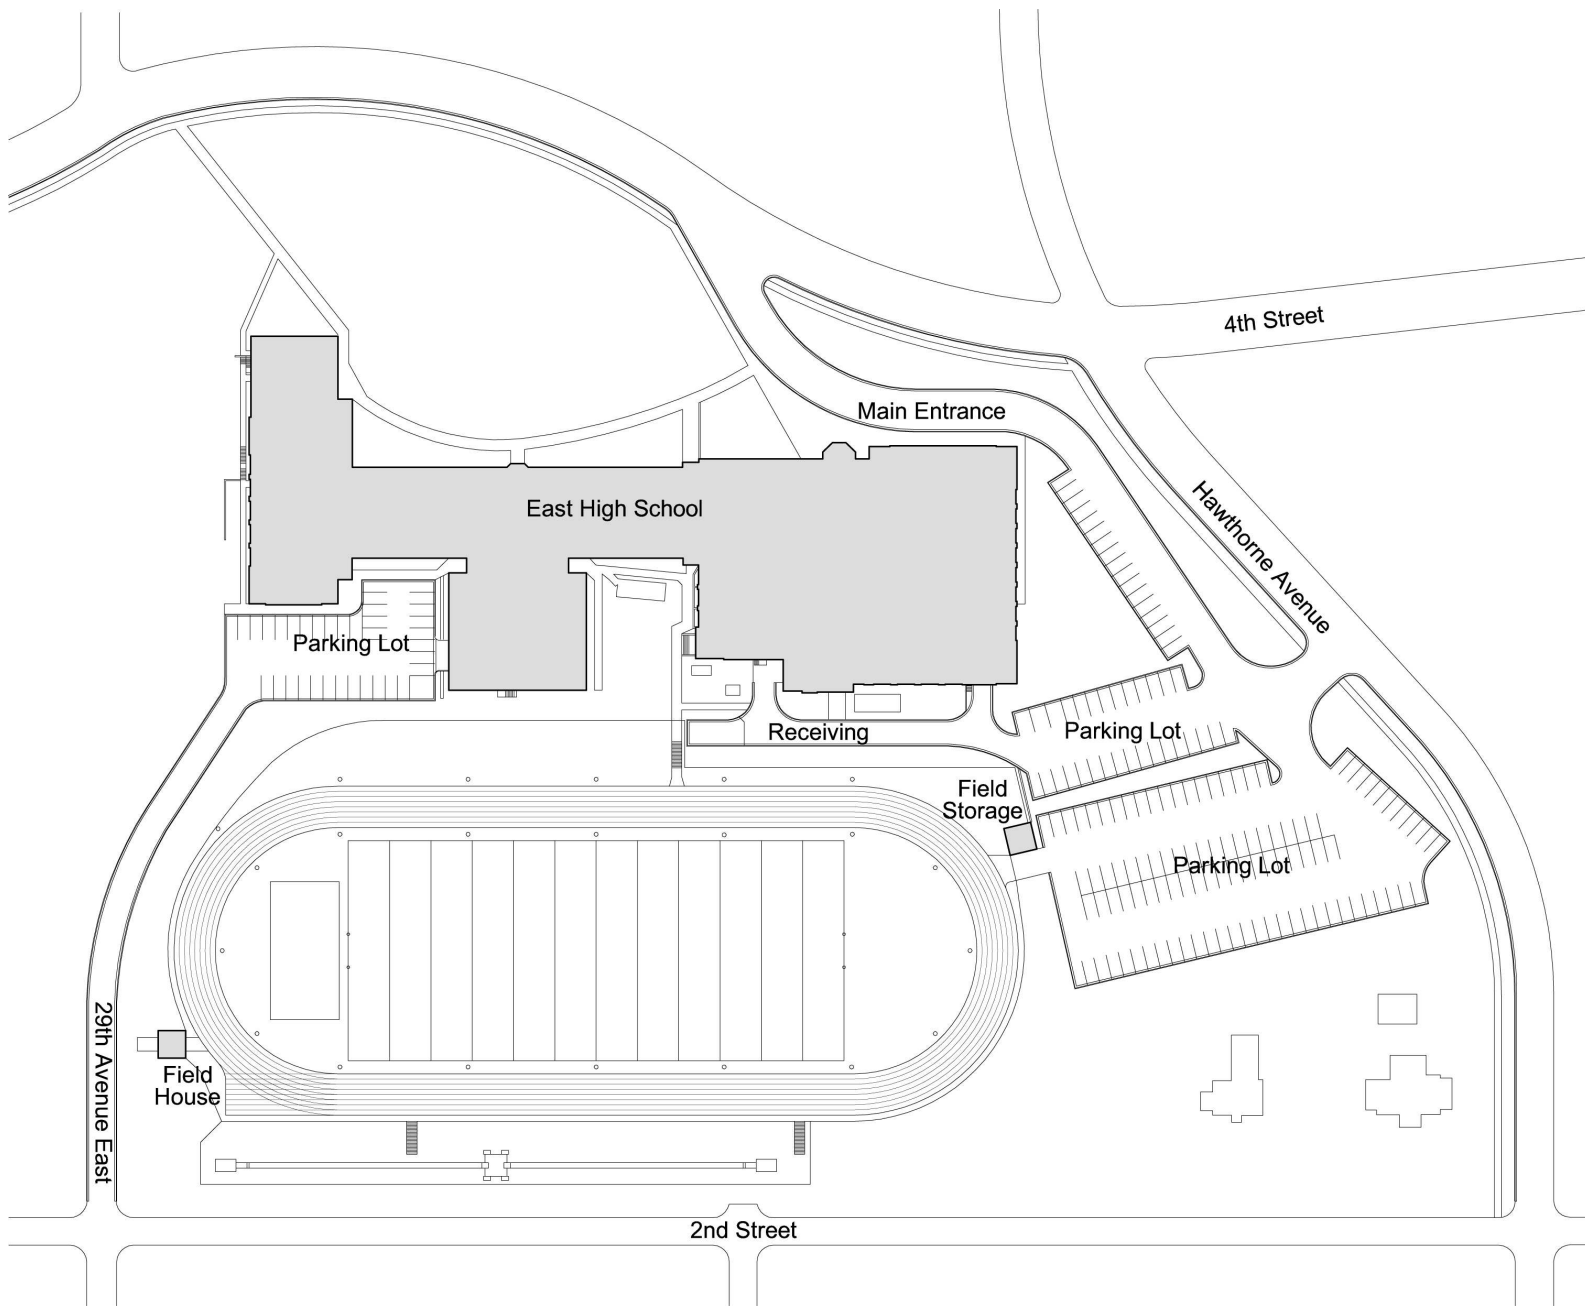 4th Street
Main Entrance
East High School
Hawthorne Avenue
Parking Lot
Receiving
Parking Lot
Field
Storage
Parking Lot
29th Avenue East
Field
House
2nd Street